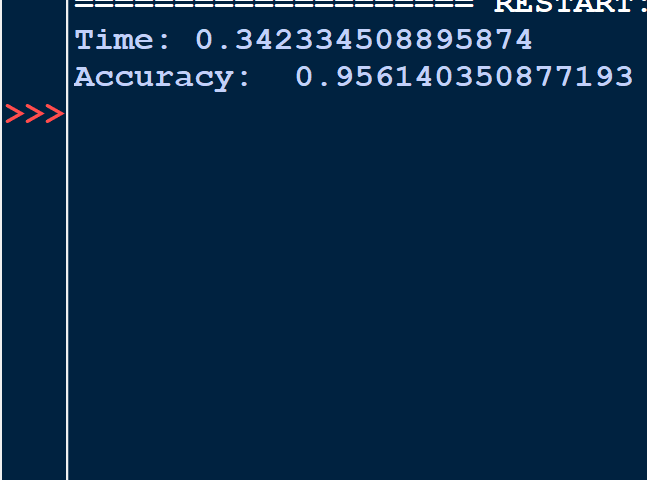 ==================== RESTART:
Time: 0.342334508895874
Accuracy:  0.956140350877193
>>>